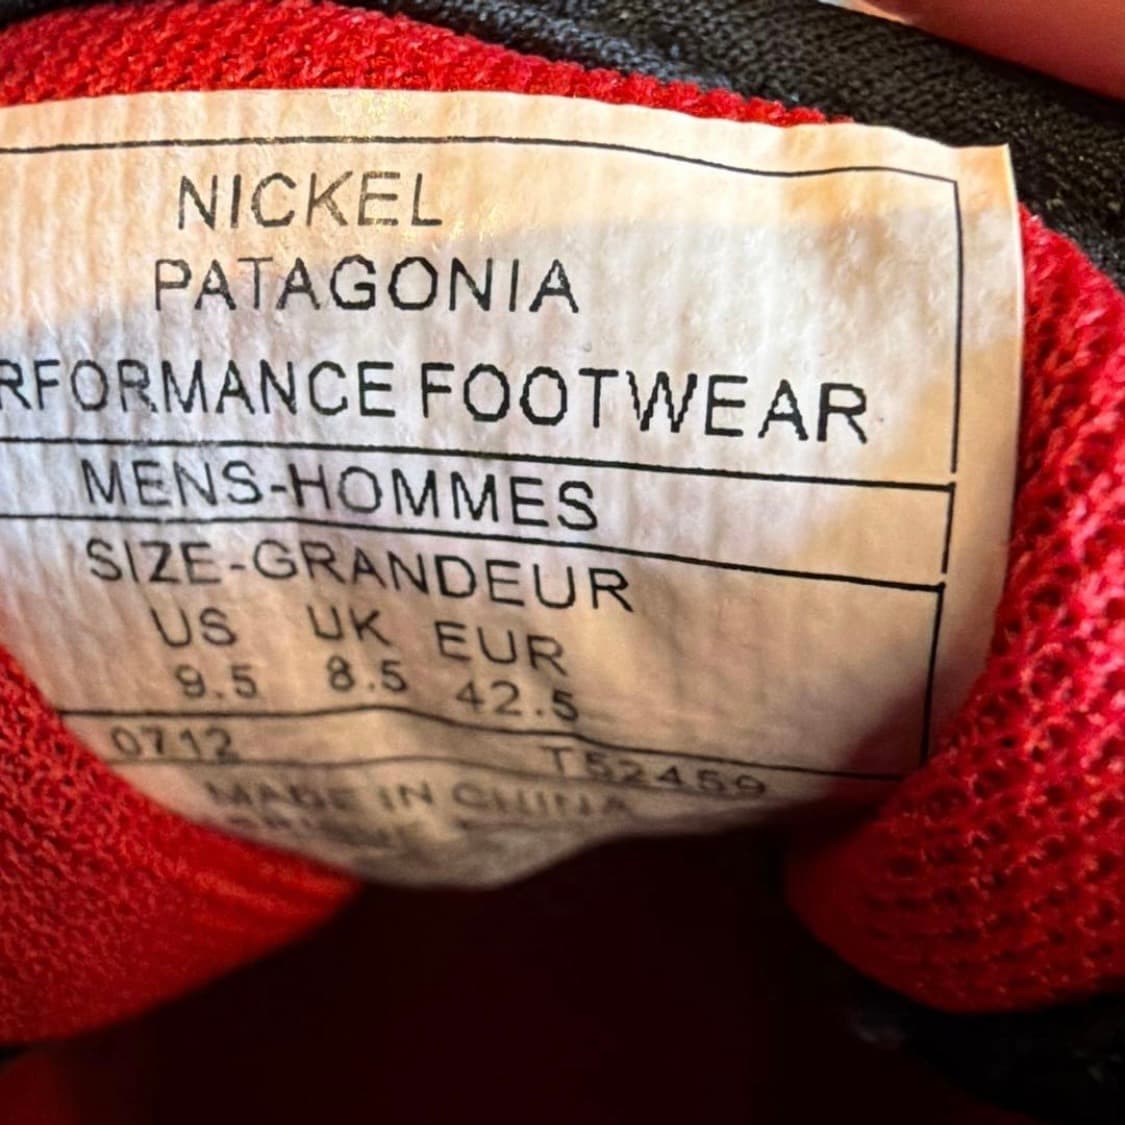 NICKEL
PATAGONIA
RFORMANCE FOOTWEAR
MENS-HOMMES
SIZE-GRANDEUR
US UK EUR
9.5 8.5 42.5
0712 T52459
MADE IN CHINA